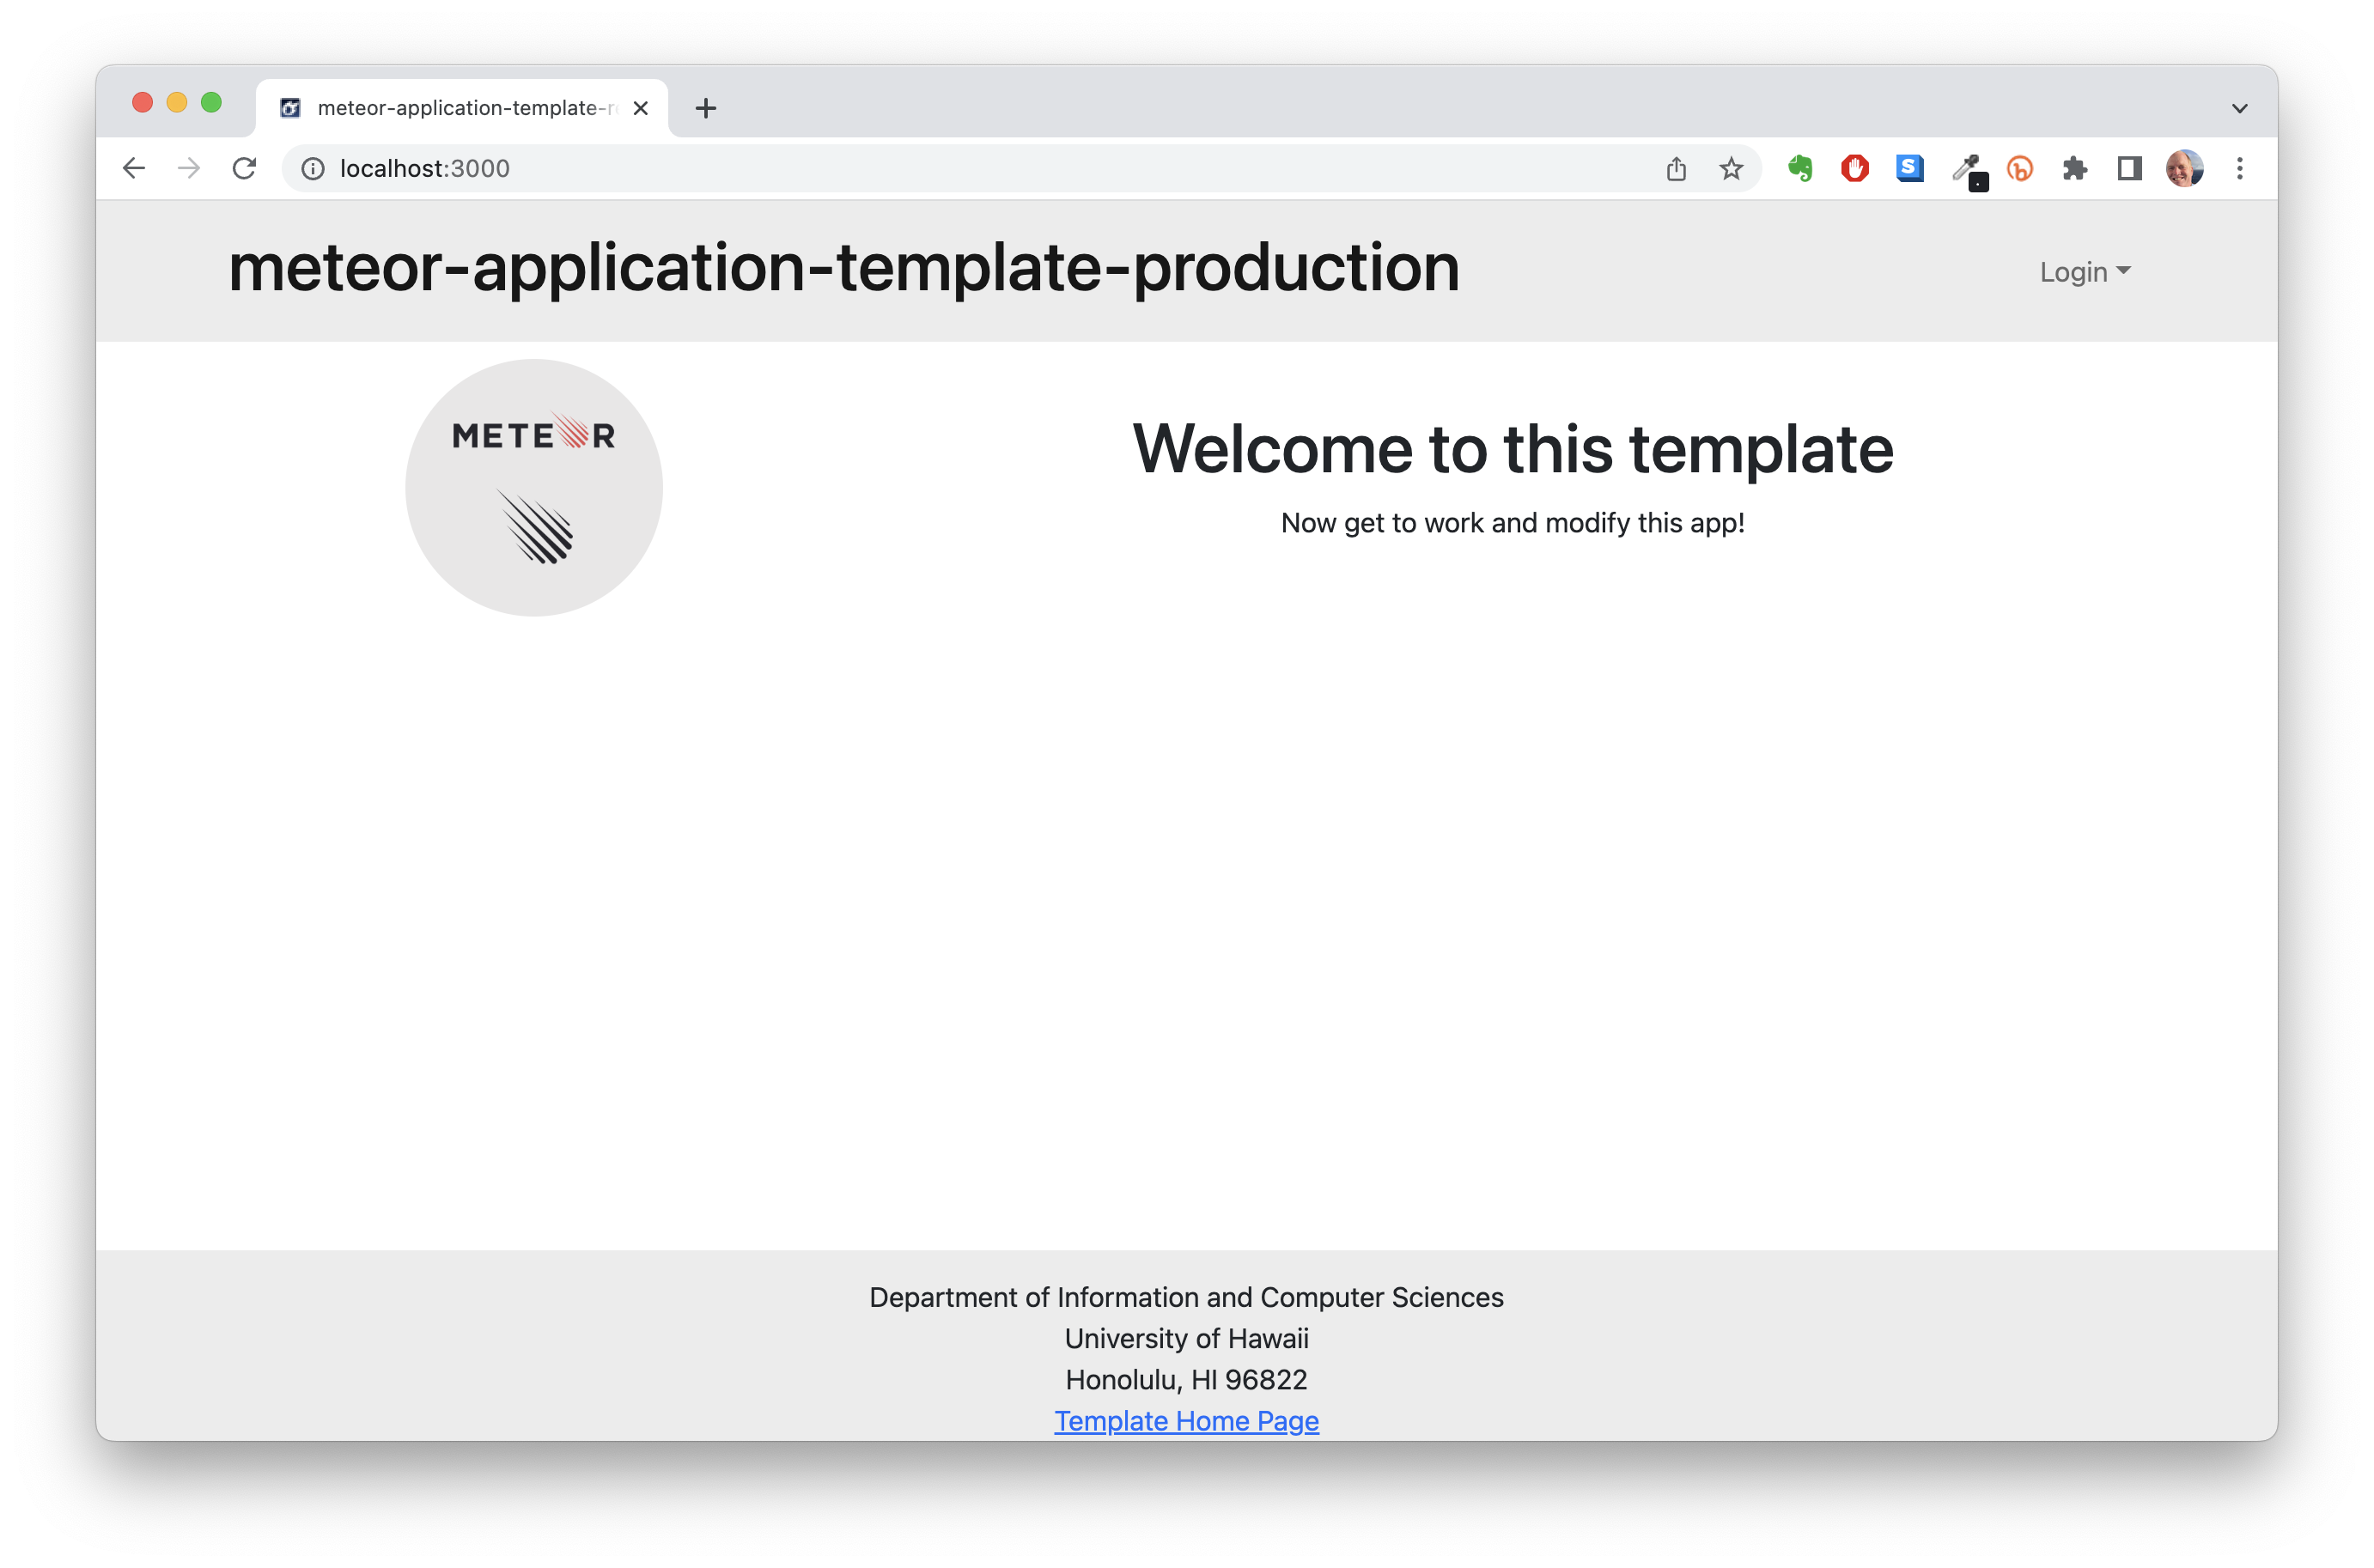 meteor-application-template-r
localhost:3000
meteor-application-template-production
Login
METEOR
Welcome to this template
Now get to work and modify this app!
Department of Information and Computer Sciences
University of Hawaii
Honolulu, HI 96822
Template Home Page